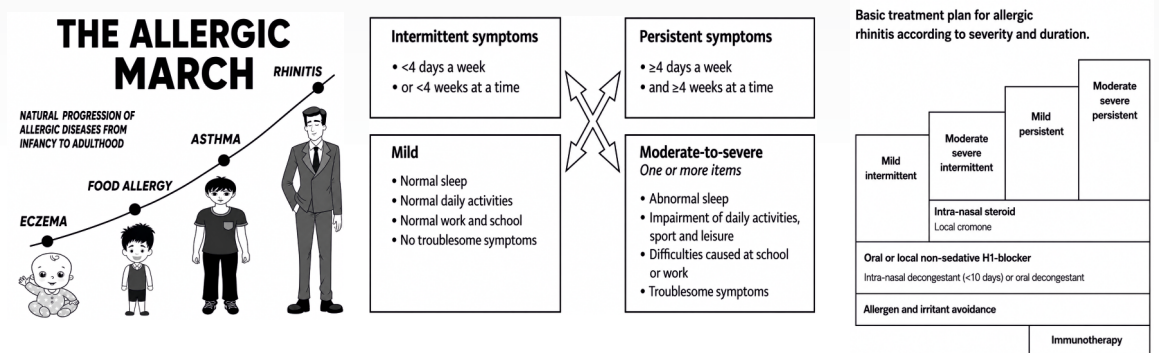 THE ALLERGIC
MARCH
NATURAL PROGRESSION OF
ALLERGIC DISEASES FROM
INFANCY TO ADULTHOOD
ECZEMA
FOOD ALLERGY
ASTHMA
RHINITIS
Intermittent symptoms
• <4 days a week
• or <4 weeks at a time
Persistent symptoms
• ≥4 days a week
• and ≥4 weeks at a time
Mild
• Normal sleep
• Normal daily activities
• Normal work and school
• No troublesome symptoms
Moderate-to-severe
One or more items
• Abnormal sleep
• Impairment of daily activities,
sport and leisure
• Difficulties caused at school
or work
• Troublesome symptoms
Basic treatment plan for allergic
rhinitis according to severity and duration.
Mild
intermittent
Moderate
severe
intermittent
Mild
persistent
Moderate
severe
persistent
Intra-nasal steroid
Local cromone
Oral or local non-sedative H1-blocker
Intra-nasal decongestant (<10 days) or oral decongestant
Allergen and irritant avoidance
Immunotherapy